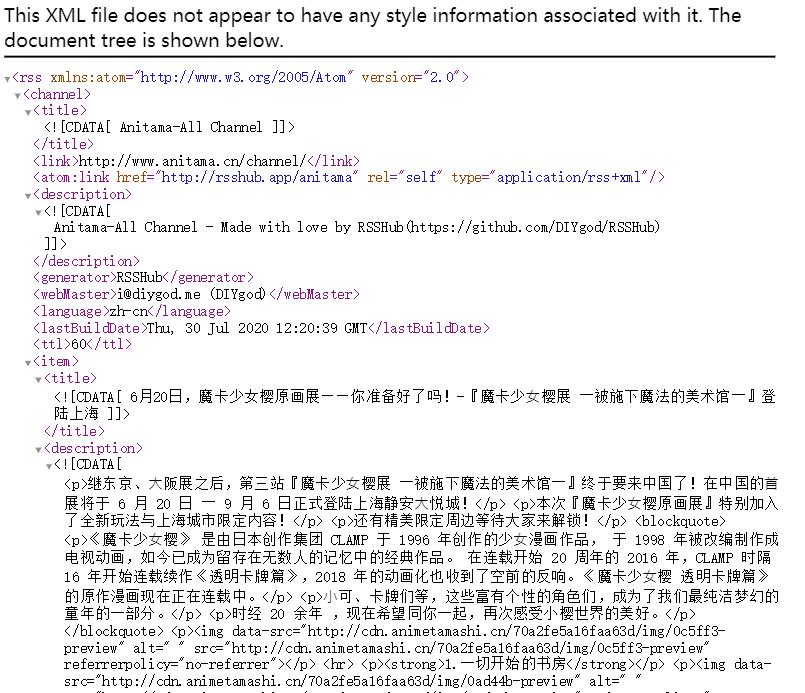 This XML file does not appear to have any style information associated with it. The
document tree is shown below.
<rss xmlns:atom="http://www.w3.org/2005/Atom" version="2.0">
<channel>
<title>
<![CDATA[ Anitama-All Channel ]]>
</title>
<link>http://www.anitama.cn/channel/</link>
<atom:link href="http://rsshub.app/anitama" rel="self" type="application/rss+xml"/>
<description>
<![CDATA[
Anitama-All Channel - Made with love by RSSHub(https://github.com/DIYgod/RSSHub)
]]>
</description>
<generator>RSSHub</generator>
<webMaster>i@diygod.me (DIYgod)</webMaster>
<language>zh-cn</language>
<lastBuildDate>Thu, 30 Jul 2020 12:20:39 GMT</lastBuildDate>
<ttl>60</ttl>
<item>
<title>
<![CDATA[ 6月20日，魔卡少女樱原画展——你准备好了吗！-『魔卡少女樱展 —被施下魔法的美术馆—』登
陆上海 ]]>
</title>
<description>
<![CDATA[
<p>继东京、大阪展之后，第三站『魔卡少女樱展 —被施下魔法的美术馆—』终于要来中国了！在中国的首
展将于 6 月 20 日 — 9 月 6 日正式登陆上海静安大悦城！</p> <p>本次『魔卡少女樱原画展』特别加入
了全新玩法与上海城市限定内容！</p> <p>还有精美限定周边等待大家来解锁！</p> <blockquote>
<p>《魔卡少女樱》 是由日本创作集团 CLAMP 于 1996 年创作的少女漫画作品， 于 1998 年被改编制作成
电视动画，如今已成为留存在无数人的记忆中的经典作品。 在连载开始 20 周年的 2016 年，CLAMP 时隔
16 年开始连载续作《透明卡牌篇》，2018 年的动画化也收到了空前的反响。《魔卡少女樱 透明卡牌篇》
的原作漫画现在正在连载中。</p> <p>小可、卡牌们等，这些富有个性的角色们，成为了我们最纯洁梦幻的
童年的一部分。</p> <p>时经 20 余年 ，现在希望同你一起，再次感受小樱世界的美好。</p>
</blockquote> <p><img data-src="http://cdn.animetamashi.cn/70a2fe5a16faa63d/img/0c5ff3-
preview" alt=" " src="http://cdn.animetamashi.cn/70a2fe5a16faa63d/img/0c5ff3-preview"
referrerpolicy="no-referrer"></p> <hr> <p><strong>1.一切开始的书房</strong></p> <p><img data-
src="http://cdn.animetamashi.cn/70a2fe5a16faa63d/img/0ad44b-preview" alt=" "